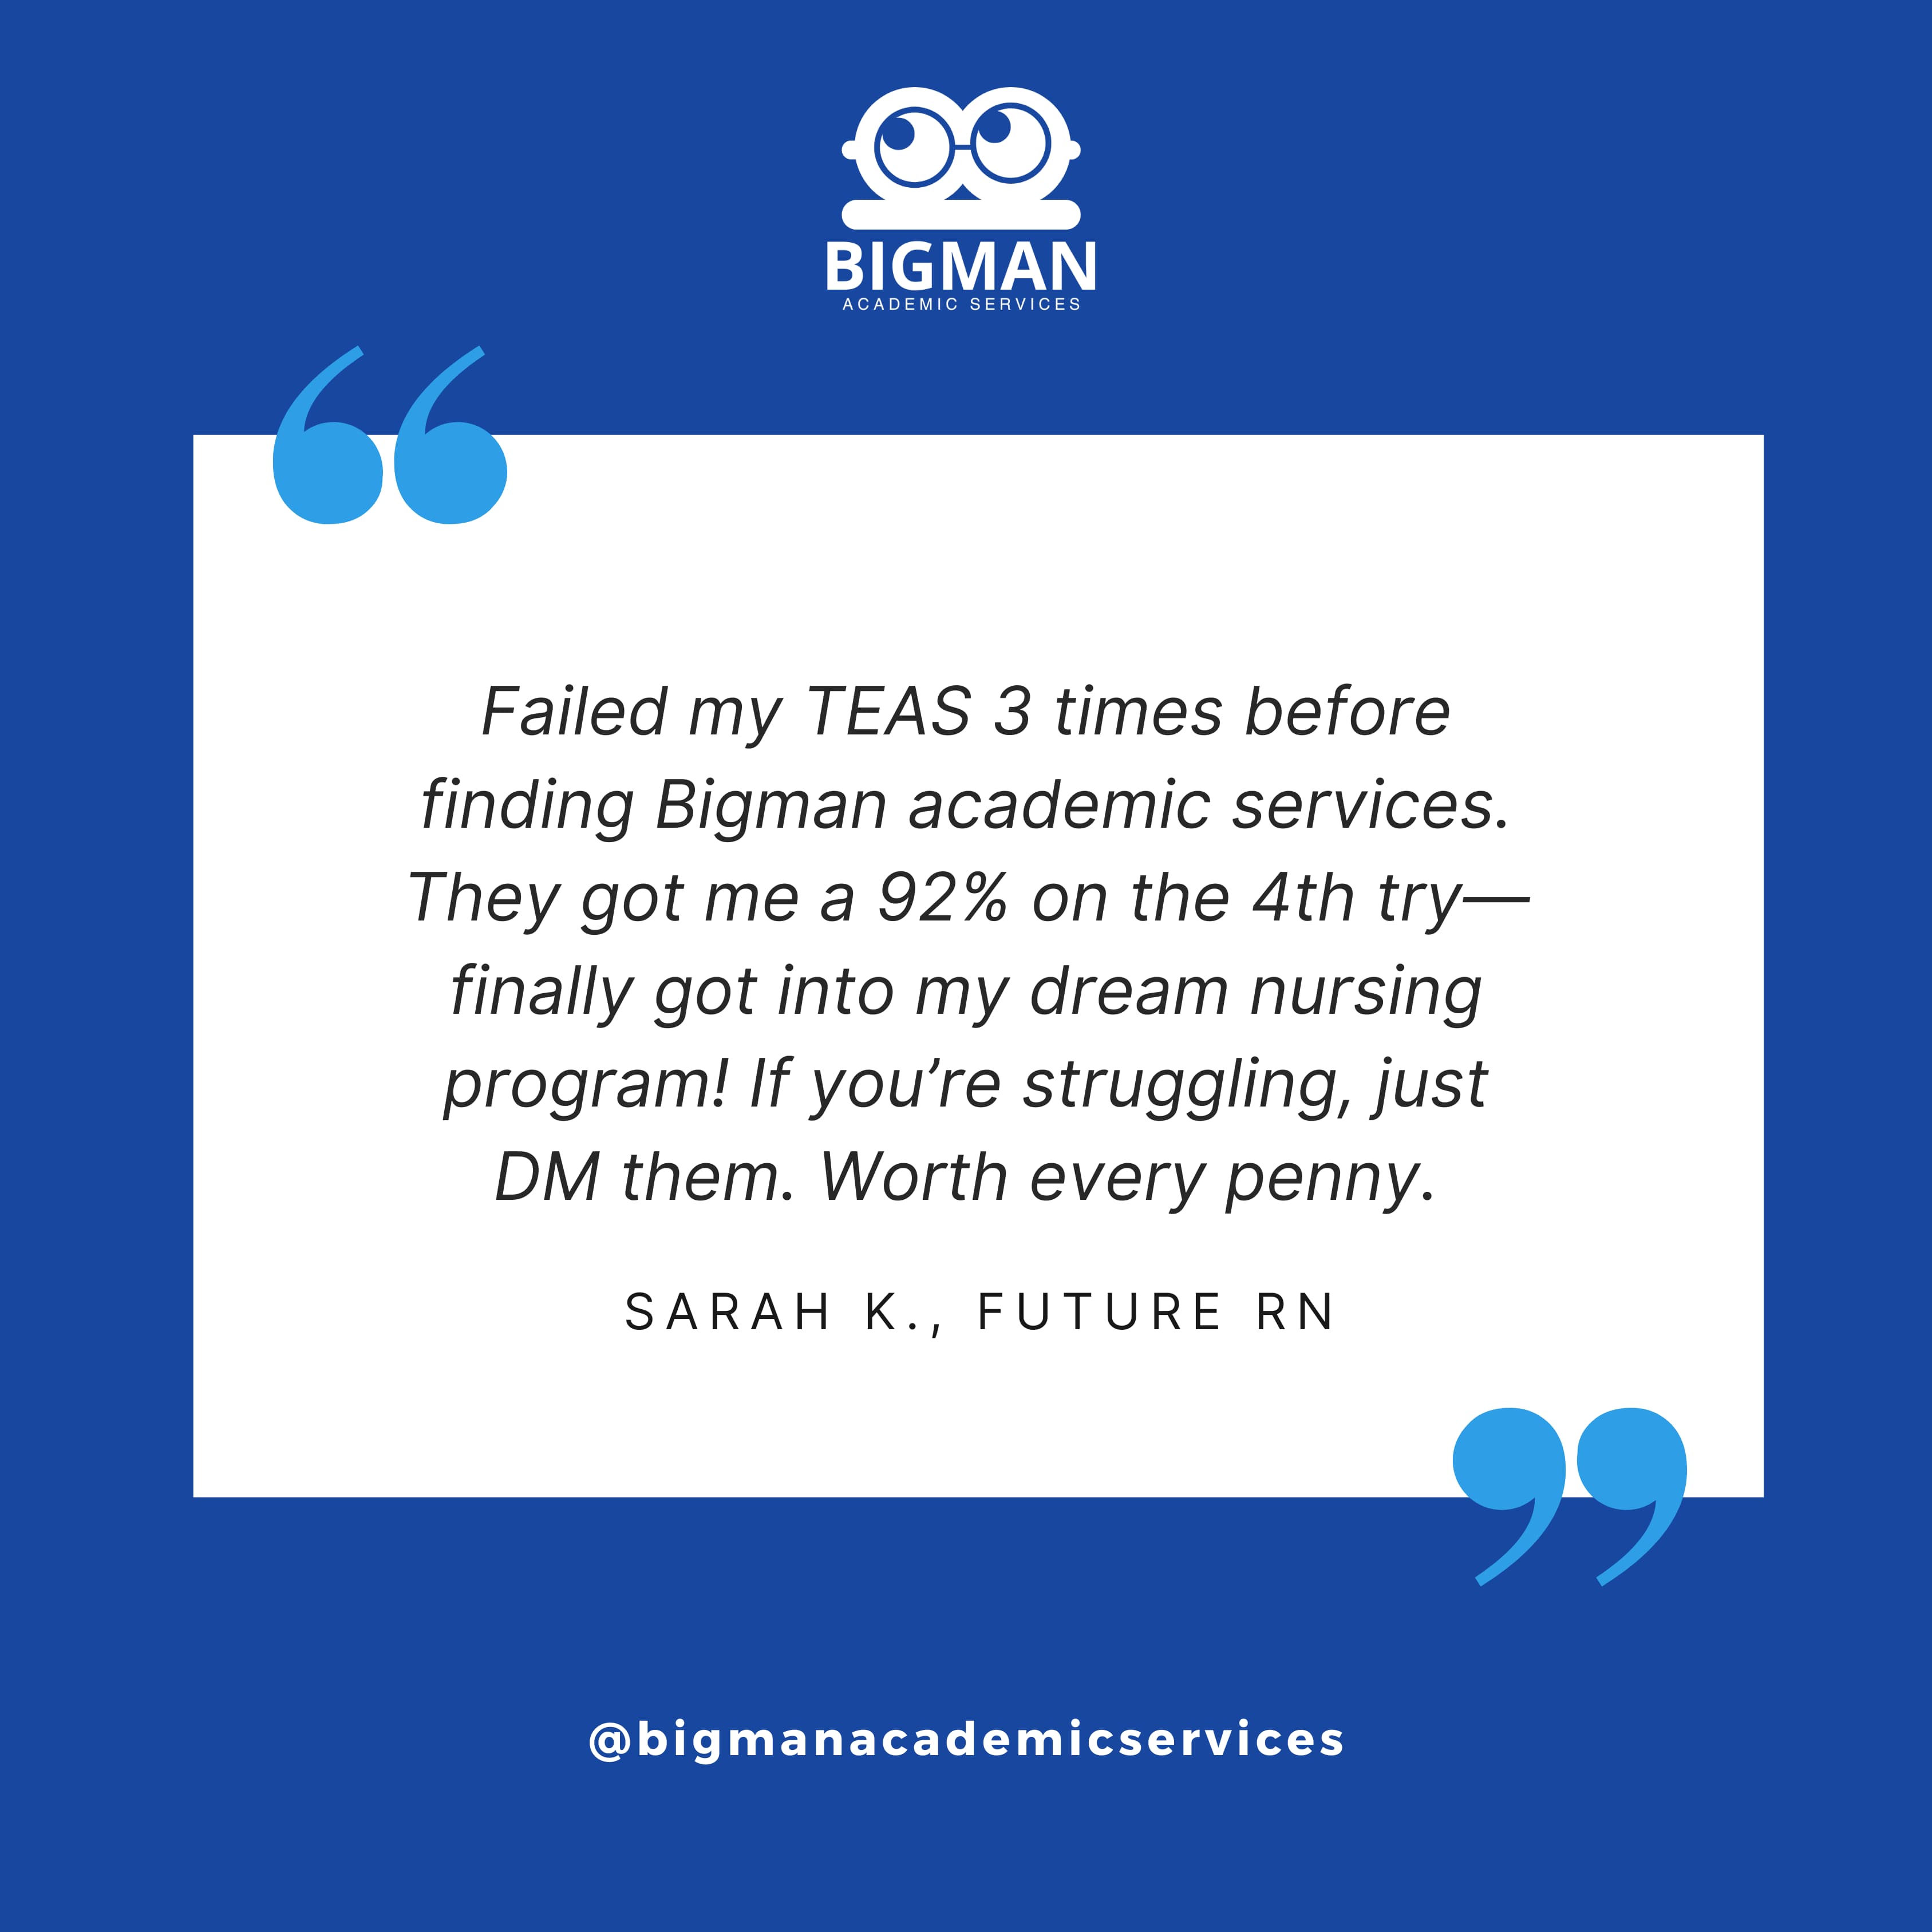 BIGMAN
ACADEMIC SERVICES
Failed my TEAS 3 times before
finding Bigman academic services.
They got me a 92% on the 4th try—
finally got into my dream nursing
program! If you’re struggling, just
DM them. Worth every penny.
SARAH K., FUTURE RN
@bigmanacademicservices